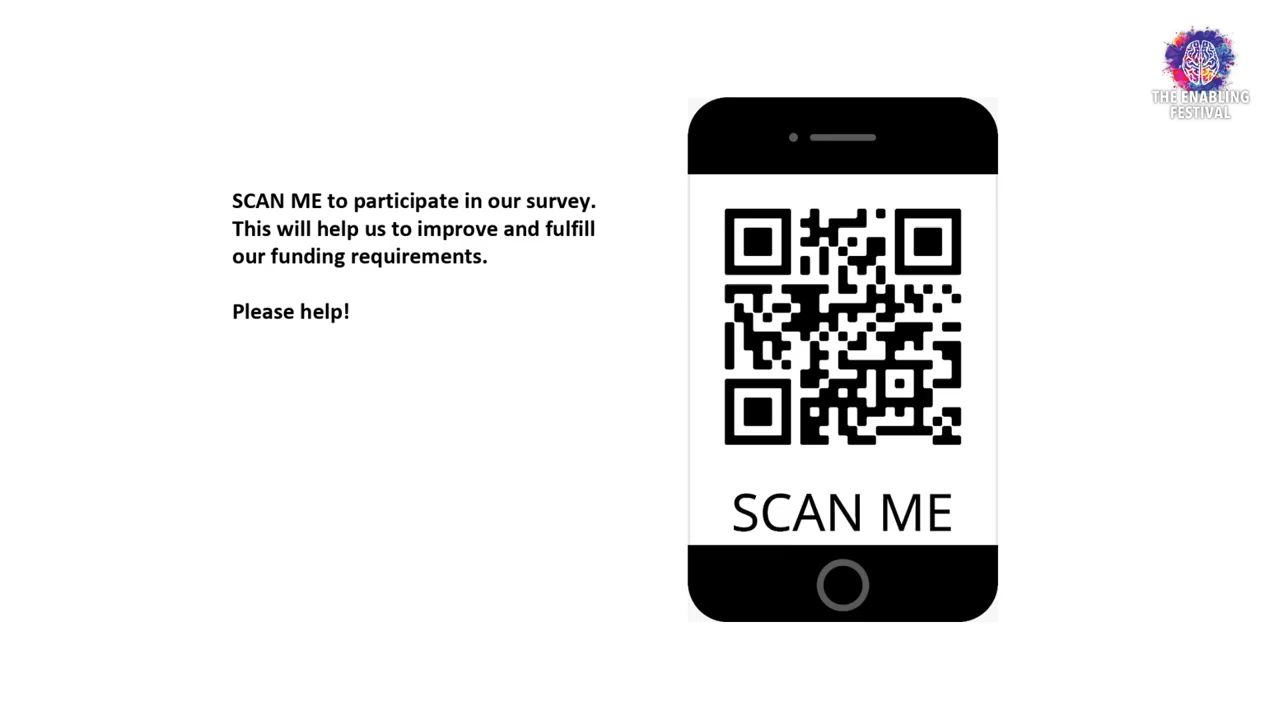 THE ENABLING
FESTIVAL
SCAN ME to participate in our survey.
This will help us to improve and fulfill
our funding requirements.
Please help!
SCAN ME